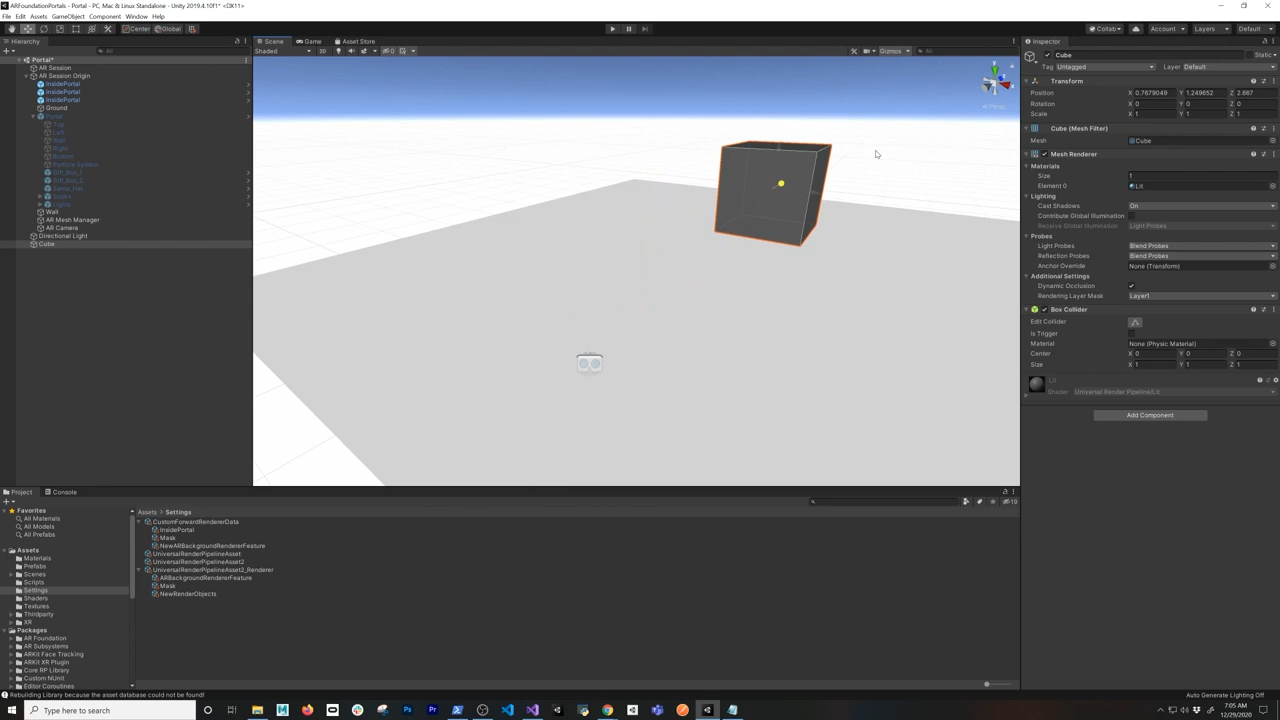 ARFoundationPortals - Portal - PC, Mac & Linux Standalone - Unity 2019.4.10f1* <DX11>
File Edit Assets GameObject Component Window Help
Center Global Collab Account Layers Default
Hierarchy Scene Game Asset Store Inspector
All Shaded 2D Gizmos All
Cube Static
Tag Untagged Layer Default
Portal*
AR Session
AR Session Origin
InsidePortal
InsidePortal
InsidePortal
Ground
Portal
Top
Left
Wall
Right
Bottom
Particle System
Gift_Box_1
Gift_Box_2
Santa_Hat
Lights
Wall
AR Mesh Manager
AR Camera
Directional Light
Cube
y
Persp
Transform
Position X 0.7679049 Y 1.249652 Z 2.867
Rotation X 0 Y 0 Z 0
Scale X 1 Y 1 Z 1
Cube (Mesh Filter)
Mesh Cube
Mesh Renderer
Materials
Size 1
Element 0 Lit
Lighting
Cast Shadows On
Contribute Global Illumination
Receive Global Illumination Light Probes
Probes
Light Probes Blend Probes
Reflection Probes Blend Probes
Anchor Override None (Transform)
Additional Settings
Dynamic Occlusion
Rendering Layer Mask Layer1
Box Collider
Edit Collider
Is Trigger
Material None (Physic Material)
Center X 0 Y 0 Z 0
Size X 1 Y 1 Z 1
Lit
Shader Universal Render Pipeline/Lit
Add Component
Project Console
19
Favorites
All Materials
All Models
All Prefabs
Assets
Materials
Prefabs
Scenes
Scripts
Settings
Shaders
Textures
Thirdparty
XR
Packages
AR Foundation
AR Subsystems
ARKit Face Tracking
ARKit XR Plugin
Core RP Library
Custom NUnit
Editor Coroutines
Assets > Settings
CustomForwardRendererData
InsidePortal
Mask
NewARBackgroundRendererFeature
UniversalRenderPipelineAsset
UniversalRenderPipelineAsset2
UniversalRenderPipelineAsset2_Renderer
ARBackgroundRendererFeature
Mask
NewRenderObjects
Rebuilding Library because the asset database could not be found!
Auto Generate Lighting Off
Type here to search
7:05 AM
12/29/2020